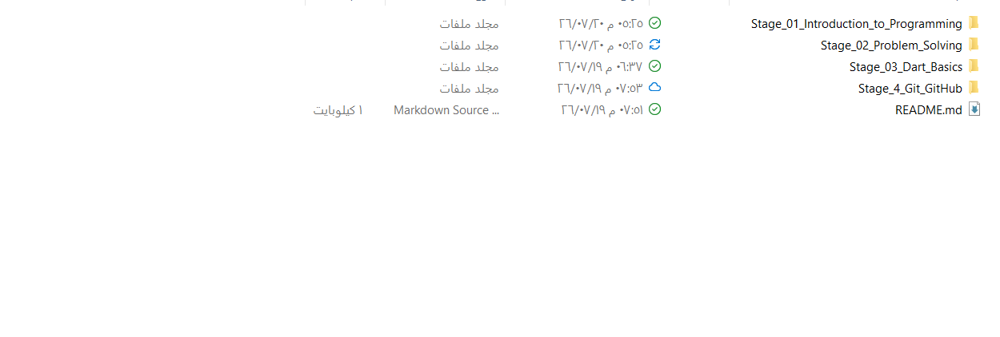 Stage_01_Introduction_to_Programming ٠٥:٢٥ م ٢٦/٠٧/٢٠ مجلد ملفات
Stage_02_Problem_Solving ٠٥:٢٥ م ٢٦/٠٧/٢٠ مجلد ملفات
Stage_03_Dart_Basics ٠٦:٣٧ م ٢٦/٠٧/١٩ مجلد ملفات
Stage_4_Git_GitHub ٠٧:٥٣ م ٢٦/٠٧/١٩ مجلد ملفات
README.md ٠٧:٥١ م ٢٦/٠٧/١٩ Markdown Source ... ١ كيلوبايت